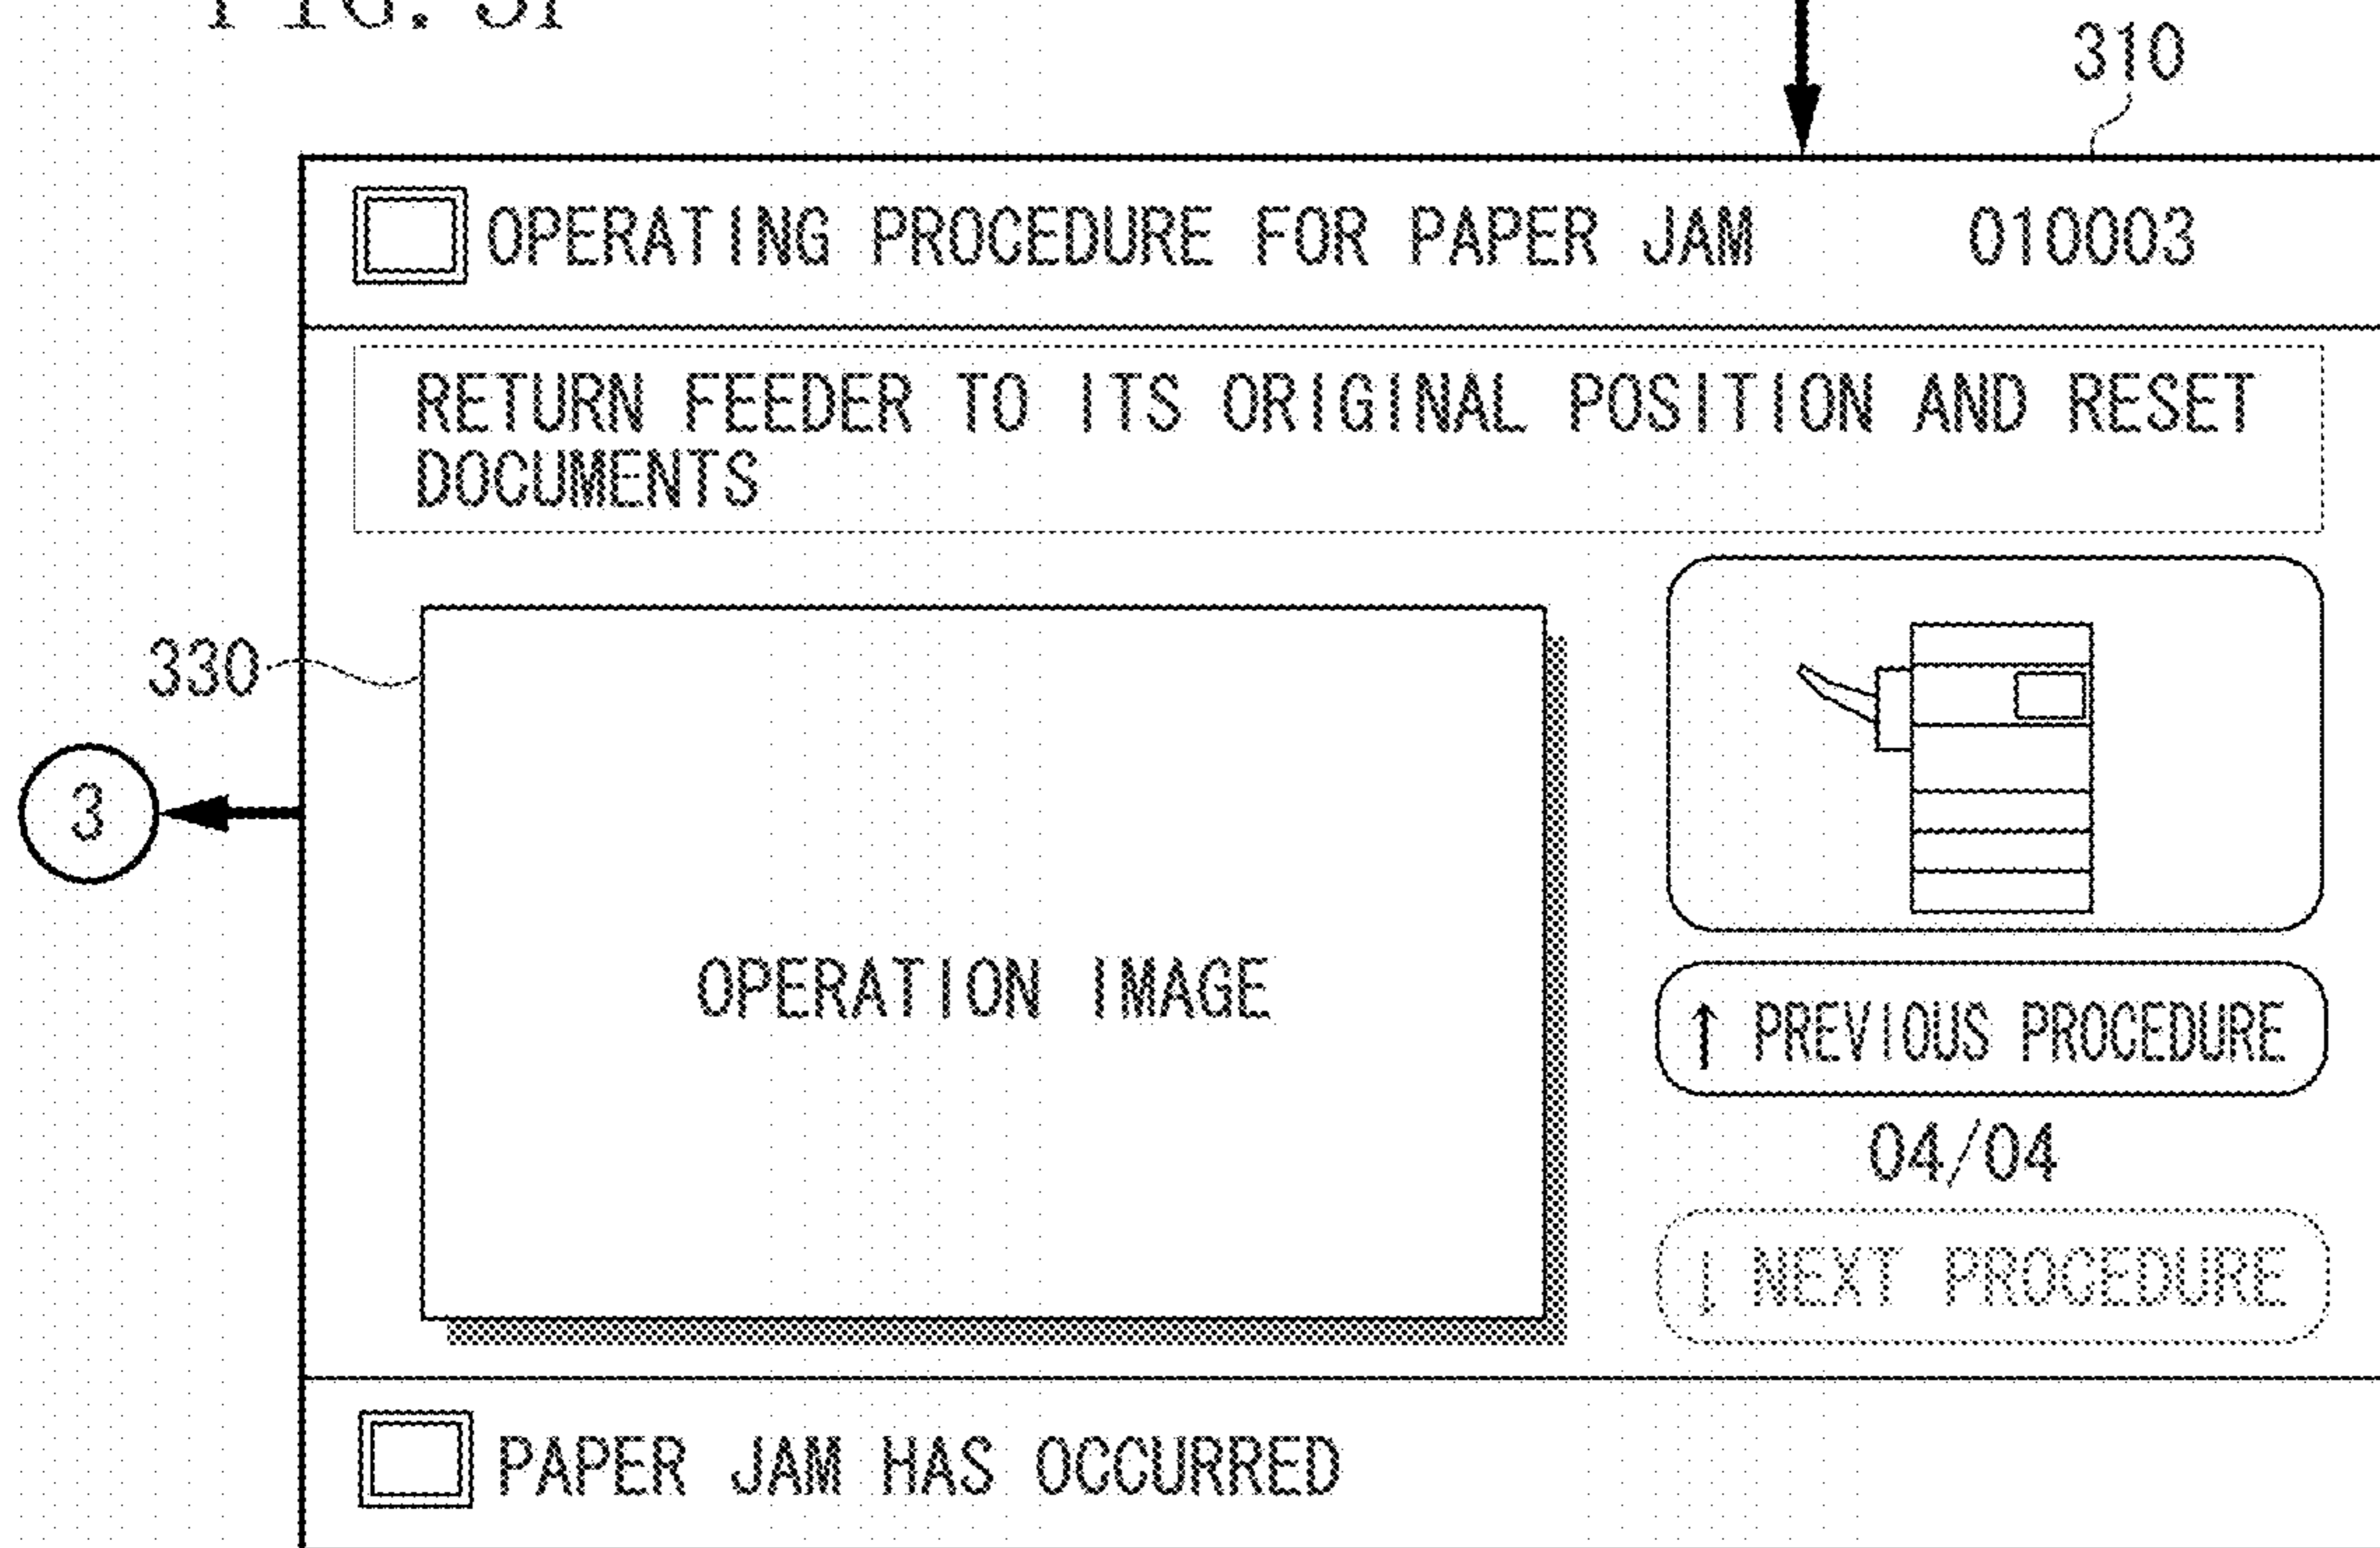 310
OPERATING PROCEDURE FOR PAPER JAM 010003
RETURN FEEDER TO ITS ORIGINAL POSITION AND RESET
DOCUMENTS
330
3
OPERATION IMAGE
↑ PREVIOUS PROCEDURE
04/04
↓ NEXT PROCEDURE
PAPER JAM HAS OCCURRED